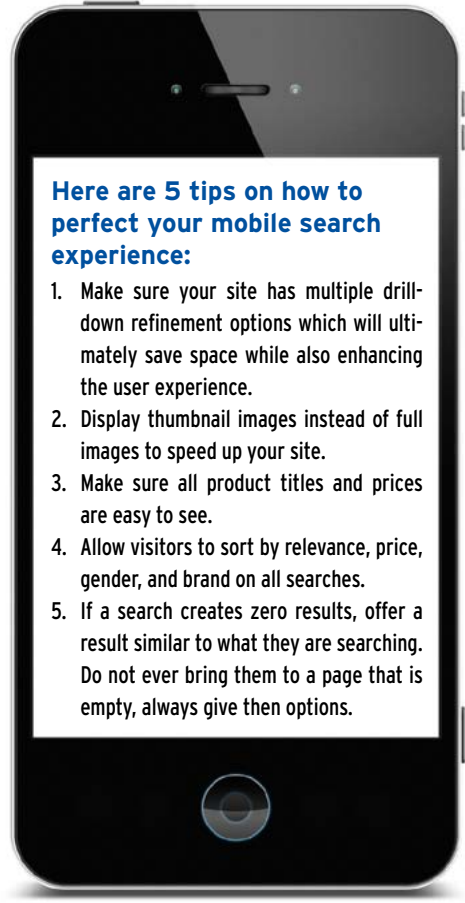 Here are 5 tips on how to
perfect your mobile search
experience:
1. Make sure your site has multiple drill-
down refinement options which will ulti-
mately save space while also enhancing
the user experience.
2. Display thumbnail images instead of full
images to speed up your site.
3. Make sure all product titles and prices
are easy to see.
4. Allow visitors to sort by relevance, price,
gender, and brand on all searches.
5. If a search creates zero results, offer a
result similar to what they are searching.
Do not ever bring them to a page that is
empty, always give then options.